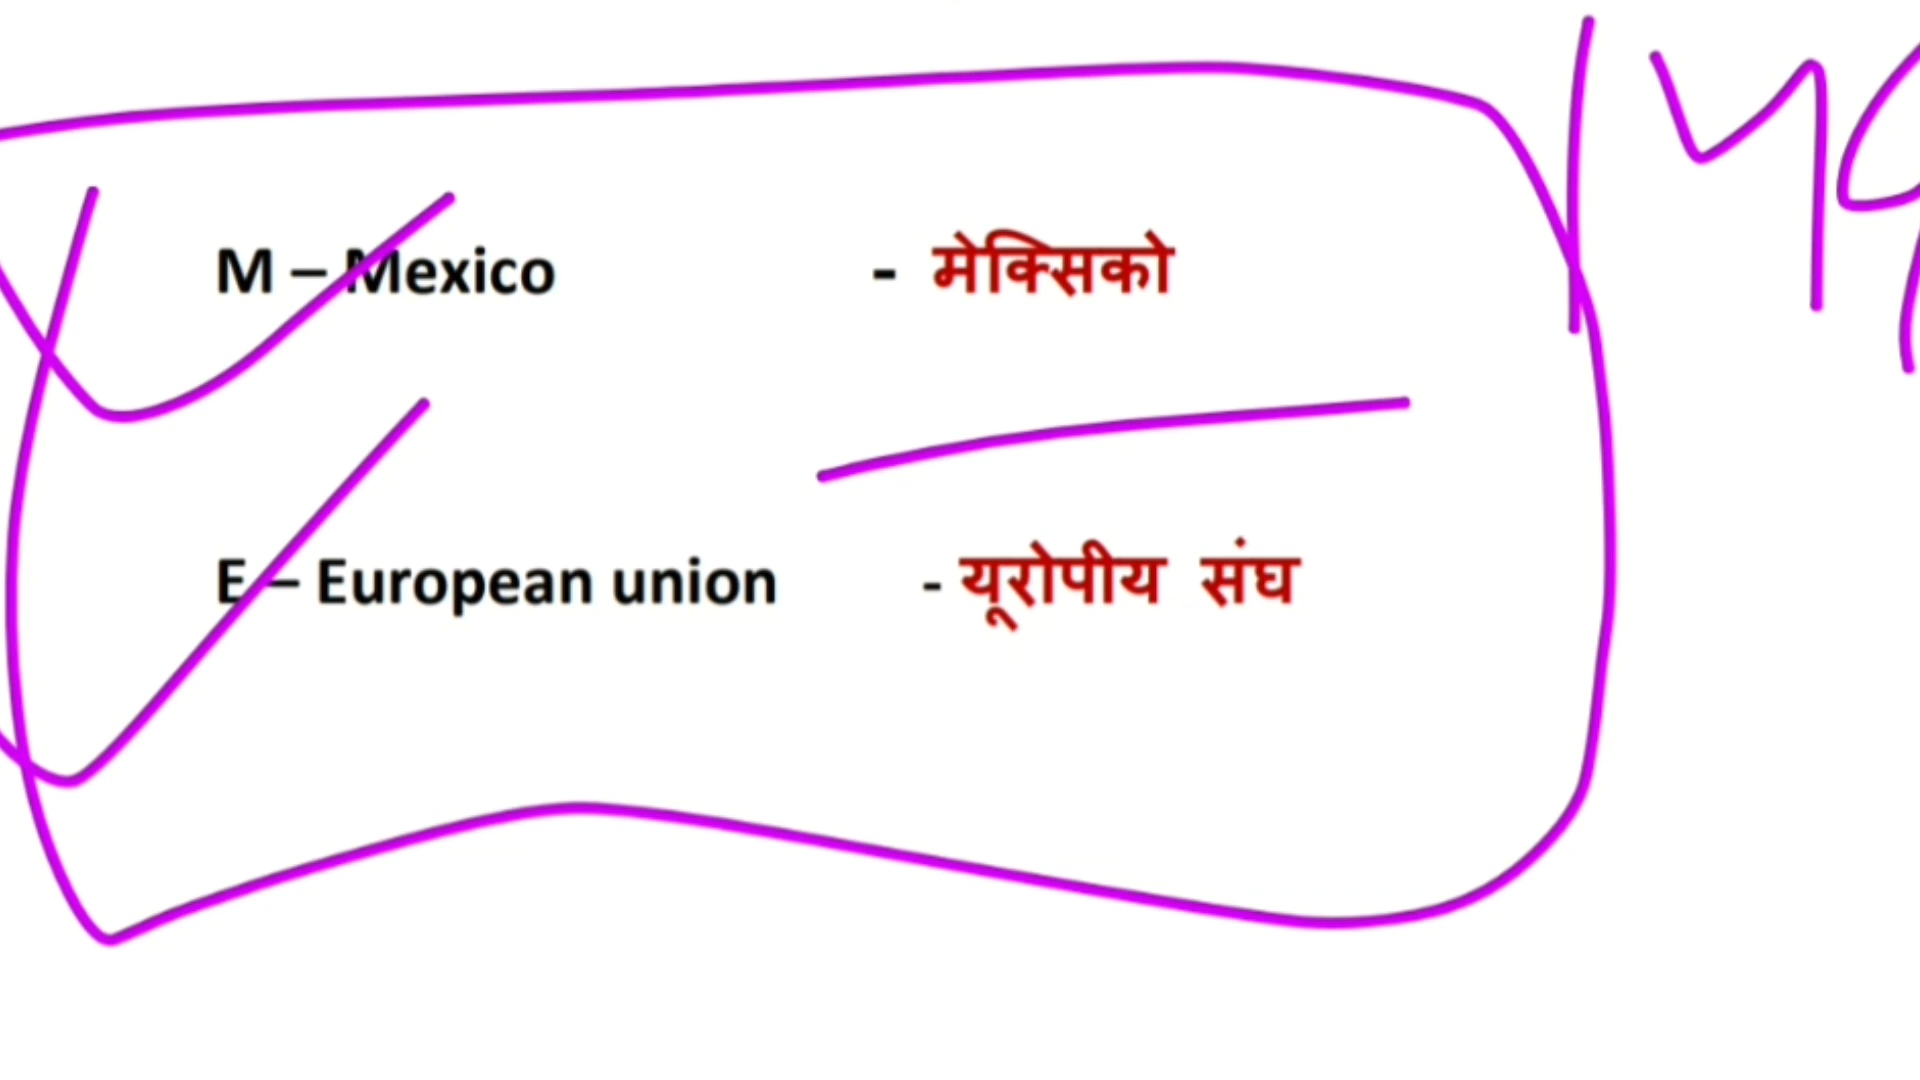 M – Mexico - मेक्सिको
E – European union - यूरोपीय संघ